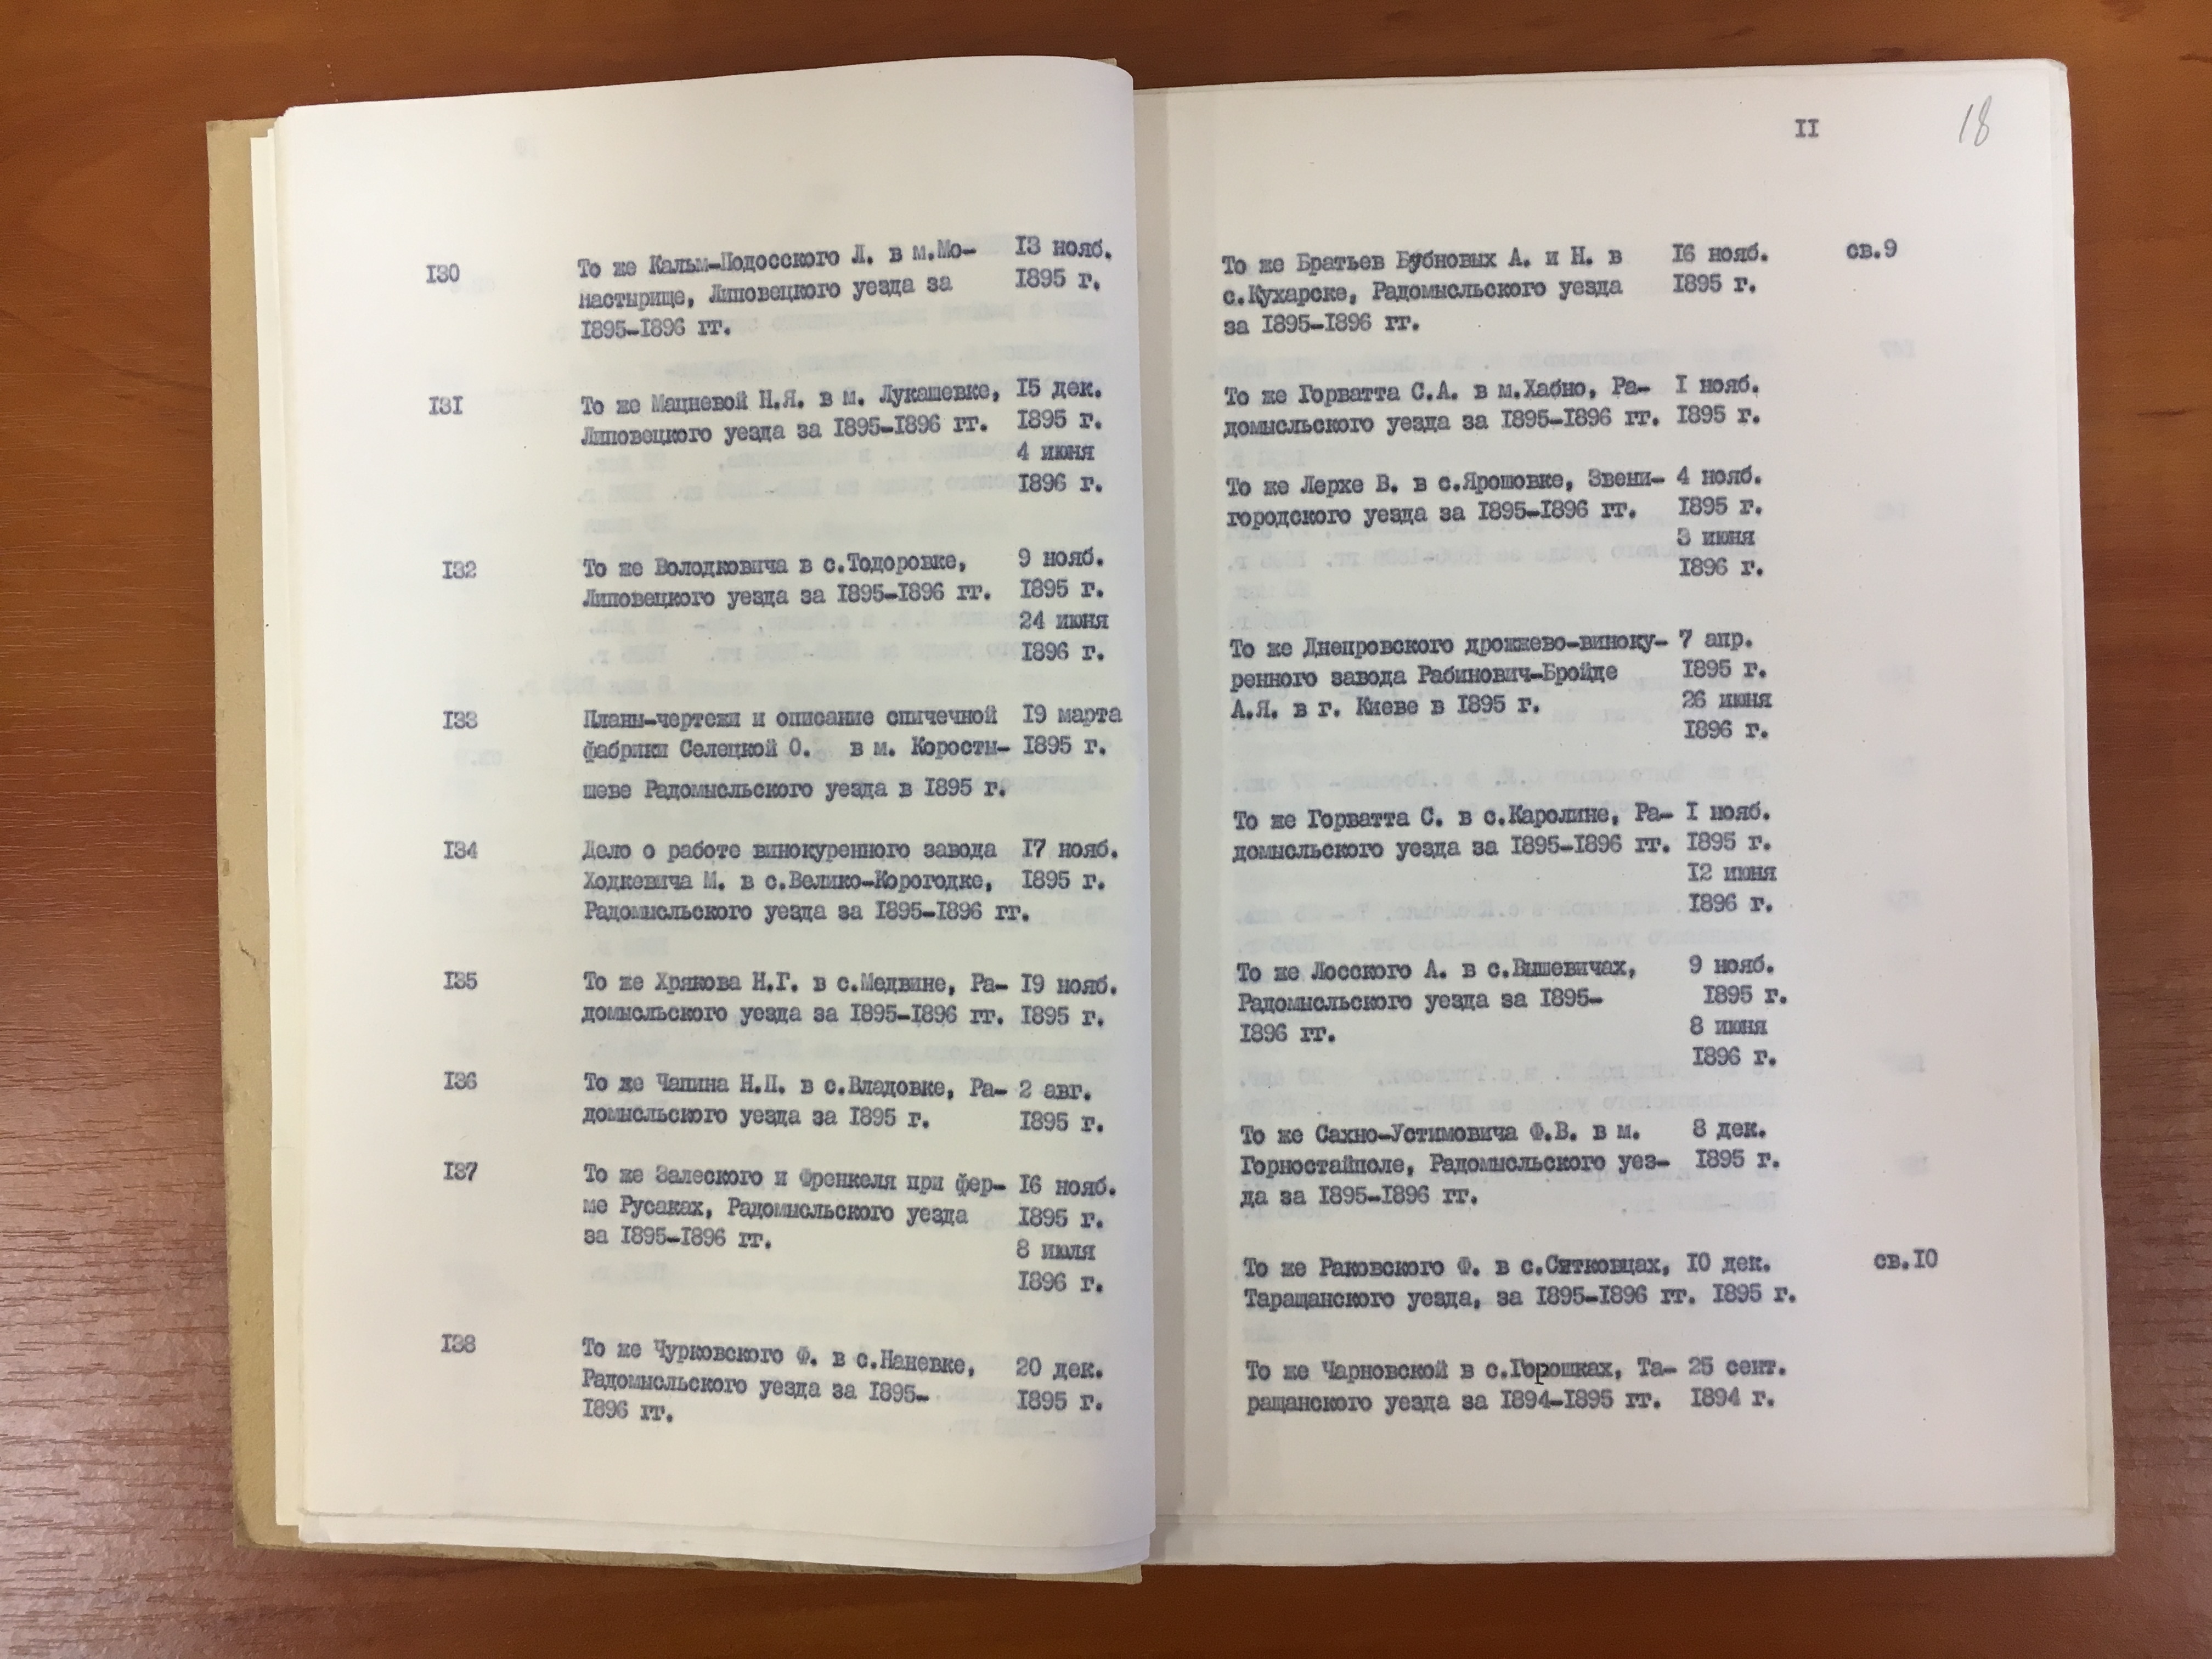 130 То же Кальм-Подосского Л. в м.Мо- 13 нояб.
настырище, Липовецкого уезда за 1895 г.
1895-1896 гг.
131 То же Мацневой Н.Я. в м. Лукашевке, 15 дек.
Липовецкого уезда за 1895-1896 гг. 1895 г.
4 июня
1896 г.
132 То же Володковича в с.Тодоровке, 9 нояб.
Липовецкого уезда за 1895-1896 гг. 1895 г.
24 июня
1896 г.
133 Планы-чертежи и описание спичечной 19 марта
фабрики Селецкой О. в м. Коросты- 1895 г.
шеве Радомысльского уезда в 1895 г.
134 Дело о работе винокуренного завода 17 нояб.
Ходкевича М. в с.Велико-Корогодке, 1895 г.
Радомысльского уезда за 1895-1896 гг.
135 То же Хрякова Н.Г. в с.Медвине, Ра- 19 нояб.
домысльского уезда за 1895-1896 гг. 1895 г.
136 То же Чапина Н.П. в с.Владовке, Ра- 2 авг.
домысльского уезда за 1895 г. 1895 г.
137 То же Залеского и Френкеля при фер- 16 нояб.
ме Русаках, Радомысльского уезда 1895 г.
за 1895-1896 гг. 8 июля
1896 г.
138 То же Чурковского Ф. в с.Наневке, 20 дек.
Радомысльского уезда за 1895- 1895 г.
1896 гг.
II 18
То же Братьев Бубновых А. и Н. в 16 нояб. св.9
с.Кухарске, Радомысльского уезда 1895 г.
за 1895-1896 гг.
То же Горватта С.А. в м.Хабно, Ра- 1 нояб.
домысльского уезда за 1895-1896 гг. 1895 г.
То же Лерхе В. в с.Ярошовке, Звени- 4 нояб.
городского уезда за 1895-1896 гг. 1895 г.
3 июня
1896 г.
То же Днепровского дрожжево-виноку- 7 апр.
ренного завода Рабинович-Бройде 1895 г.
А.Я. в г. Киеве в 1895 г. 26 июня
1896 г.
То же Горватта С. в с.Каролине, Ра- 1 нояб.
домысльского уезда за 1895-1896 гг. 1895 г.
12 июня
1896 г.
То же Лосского А. в с.Вышевичах, 9 нояб.
Радомысльского уезда за 1895- 1895 г.
1896 гг. 8 июня
1896 г.
То же Сахно-Устимовича Ф.В. в м. 8 дек.
Горностайполе, Радомысльского уез- 1895 г.
да за 1895-1896 гг.
То же Раковского Ф. в с.Сятковцах, 10 дек. св.10
Таращанского уезда, за 1895-1896 гг. 1895 г.
То же Чарновской в с.Горошках, Та- 25 сент.
ращанского уезда за 1894-1895 гг. 1894 г.